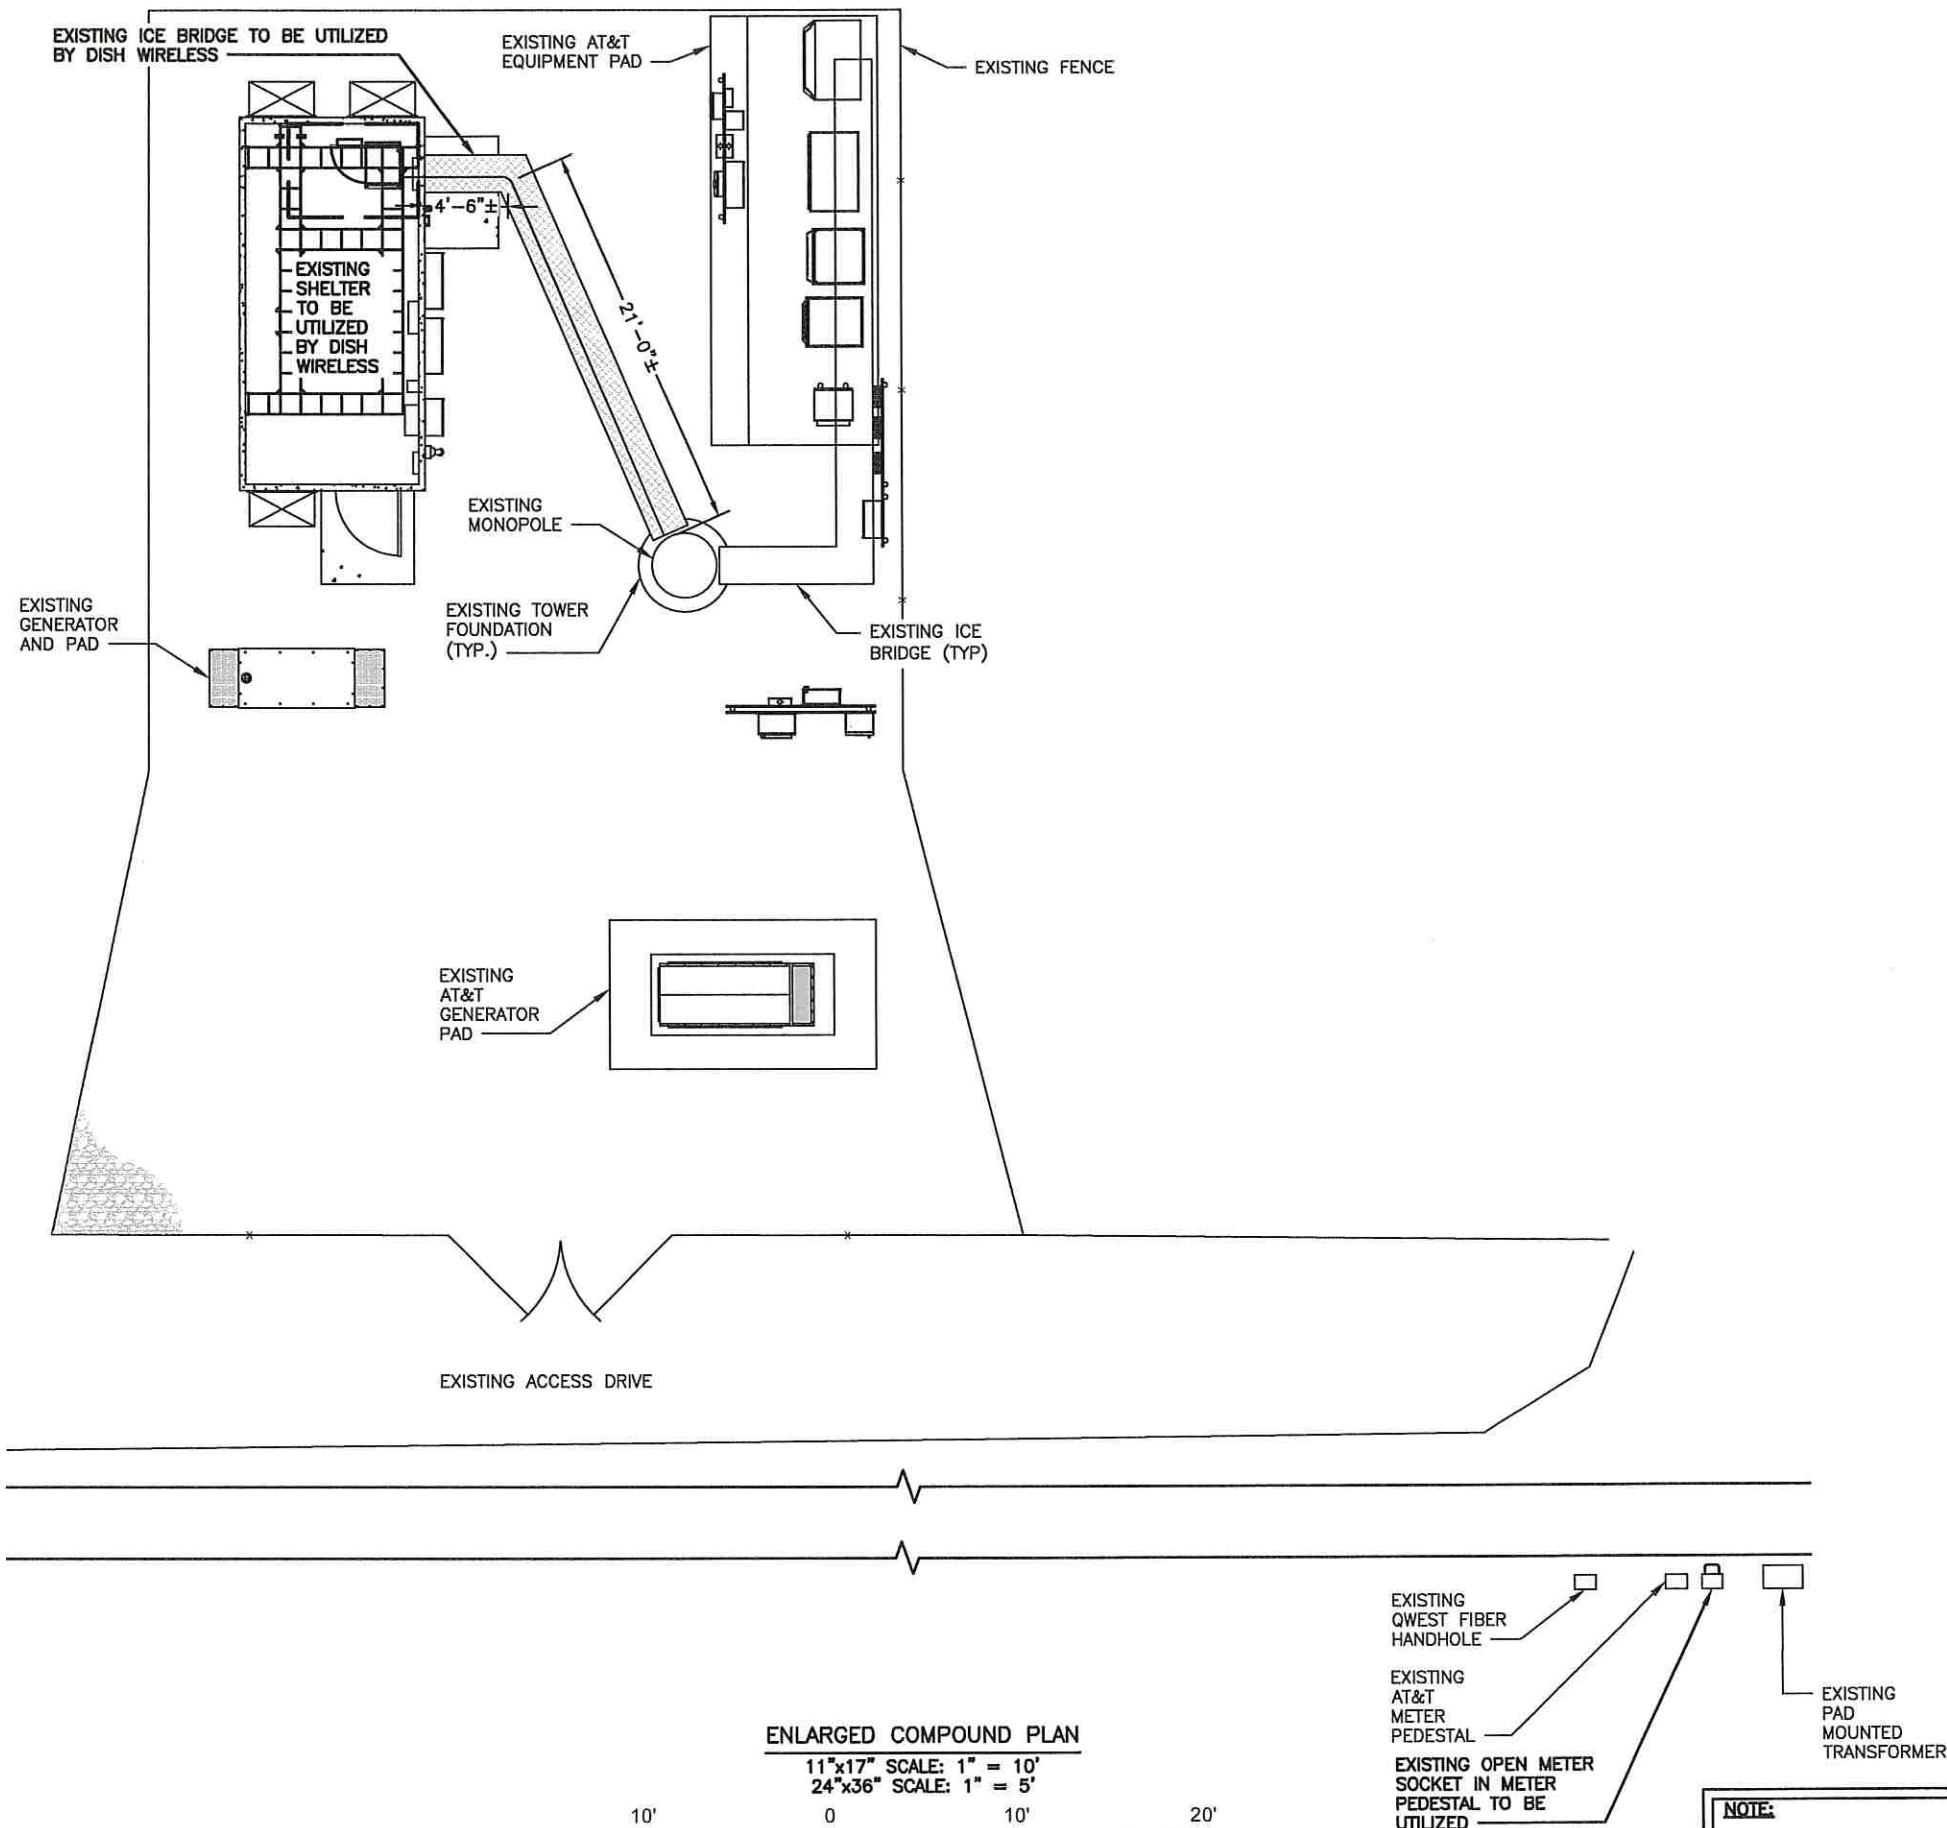 EXISTING ICE BRIDGE TO BE UTILIZED
BY DISH WIRELESS
EXISTING AT&T
EQUIPMENT PAD
EXISTING FENCE
4'-6"±
21'-0"±
EXISTING
SHELTER
TO BE
UTILIZED
BY DISH
WIRELESS
EXISTING
MONOPOLE
EXISTING
GENERATOR
AND PAD
EXISTING TOWER
FOUNDATION
(TYP.)
EXISTING ICE
BRIDGE (TYP)
EXISTING
AT&T
GENERATOR
PAD
EXISTING ACCESS DRIVE
EXISTING
QWEST FIBER
HANDHOLE
EXISTING
AT&T
METER
PEDESTAL
EXISTING
PAD
MOUNTED
TRANSFORMER
EXISTING OPEN METER
SOCKET IN METER
PEDESTAL TO BE
UTILIZED
ENLARGED COMPOUND PLAN
11"x17" SCALE: 1" = 10'
24"x36" SCALE: 1" = 5'
10' 0 10' 20'
NOTE: